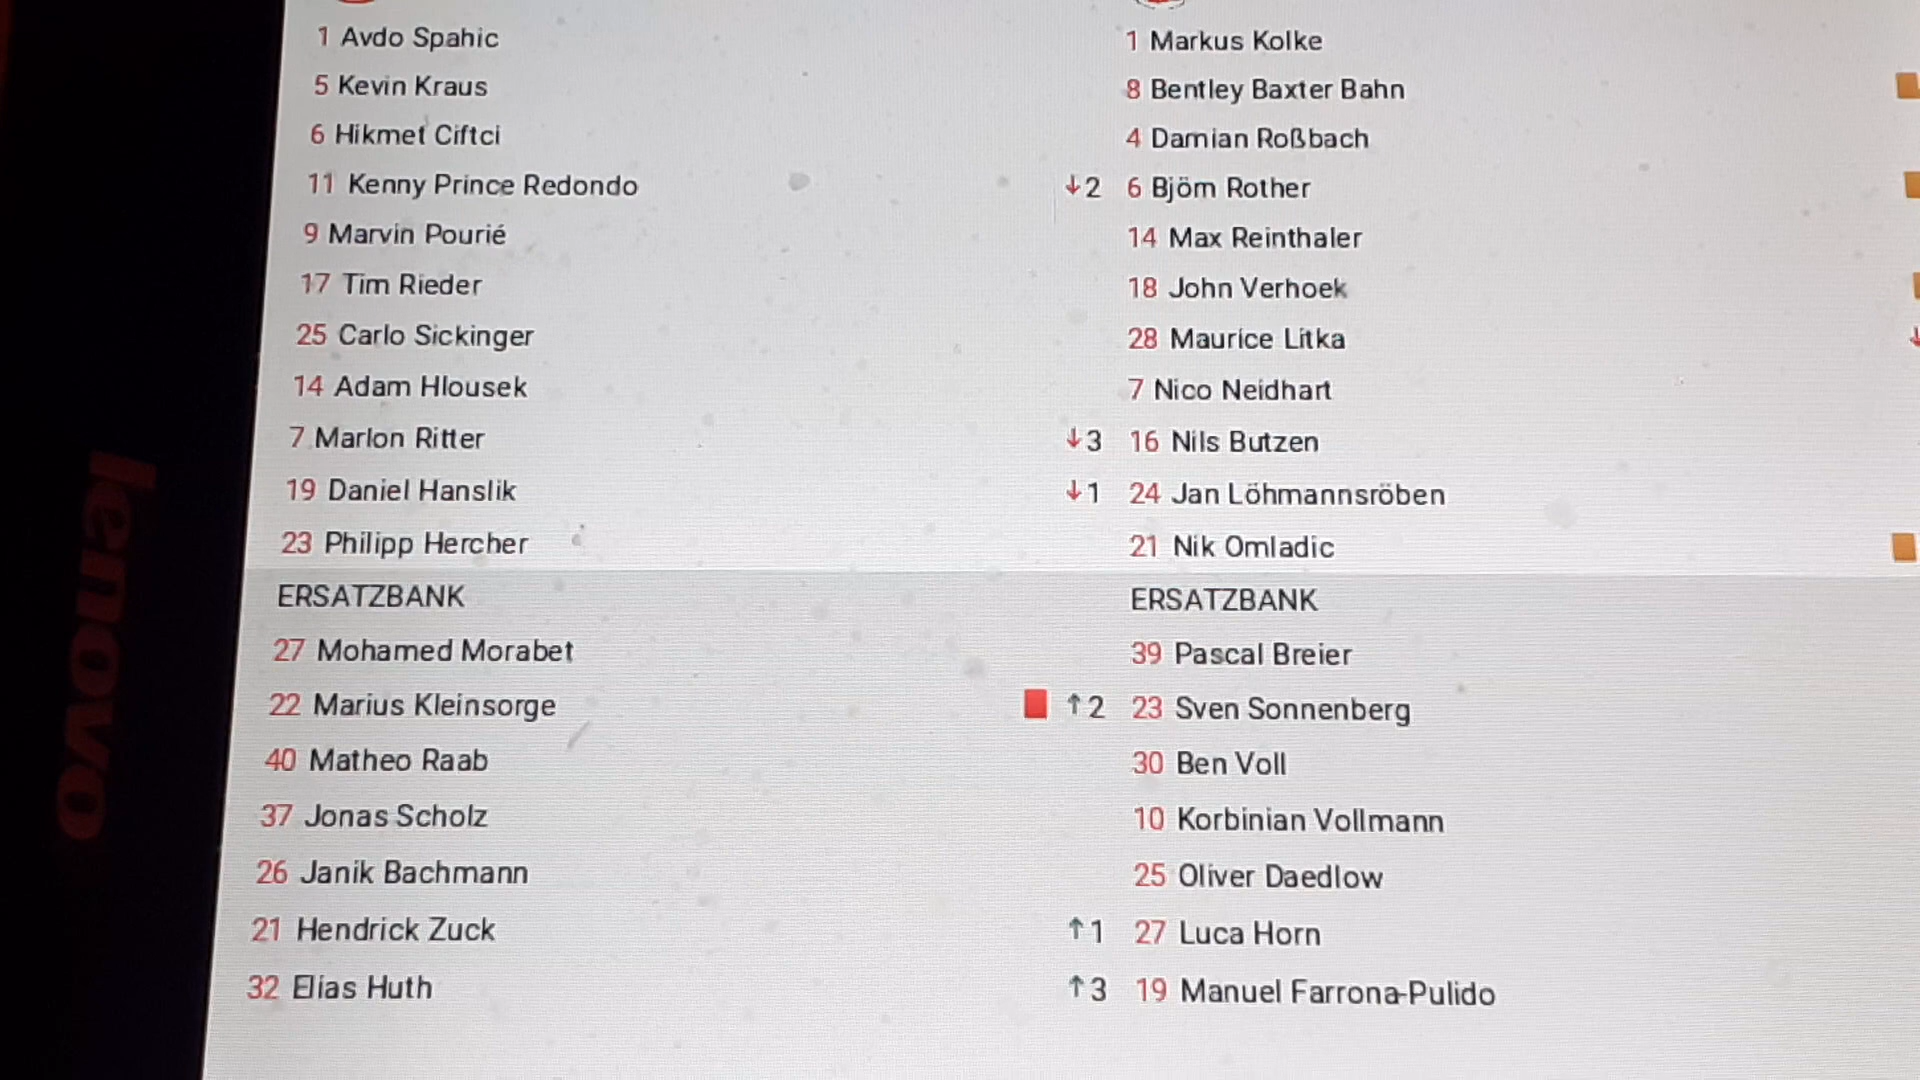 1 Avdo Spahic
5 Kevin Kraus
6 Hikmet Ciftci
11 Kenny Prince Redondo ↓2
9 Marvin Pourié
17 Tim Rieder
25 Carlo Sickinger
14 Adam Hlousek
7 Marlon Ritter ↓3
19 Daniel Hanslik ↓1
23 Philipp Hercher
ERSATZBANK
27 Mohamed Morabet
22 Marius Kleinsorge ↑2
40 Matheo Raab
37 Jonas Scholz
26 Janik Bachmann
21 Hendrick Zuck ↑1
32 Elias Huth ↑3
1 Markus Kolke
8 Bentley Baxter Bahn
4 Damian Roßbach
6 Björn Rother
14 Max Reinthaler
18 John Verhoek
28 Maurice Litka
7 Nico Neidhart
16 Nils Butzen
24 Jan Löhmannsröben
21 Nik Omladic
ERSATZBANK
39 Pascal Breier
23 Sven Sonnenberg
30 Ben Voll
10 Korbinian Vollmann
25 Oliver Daedlow
27 Luca Horn
19 Manuel Farrona-Pulido
lenovo